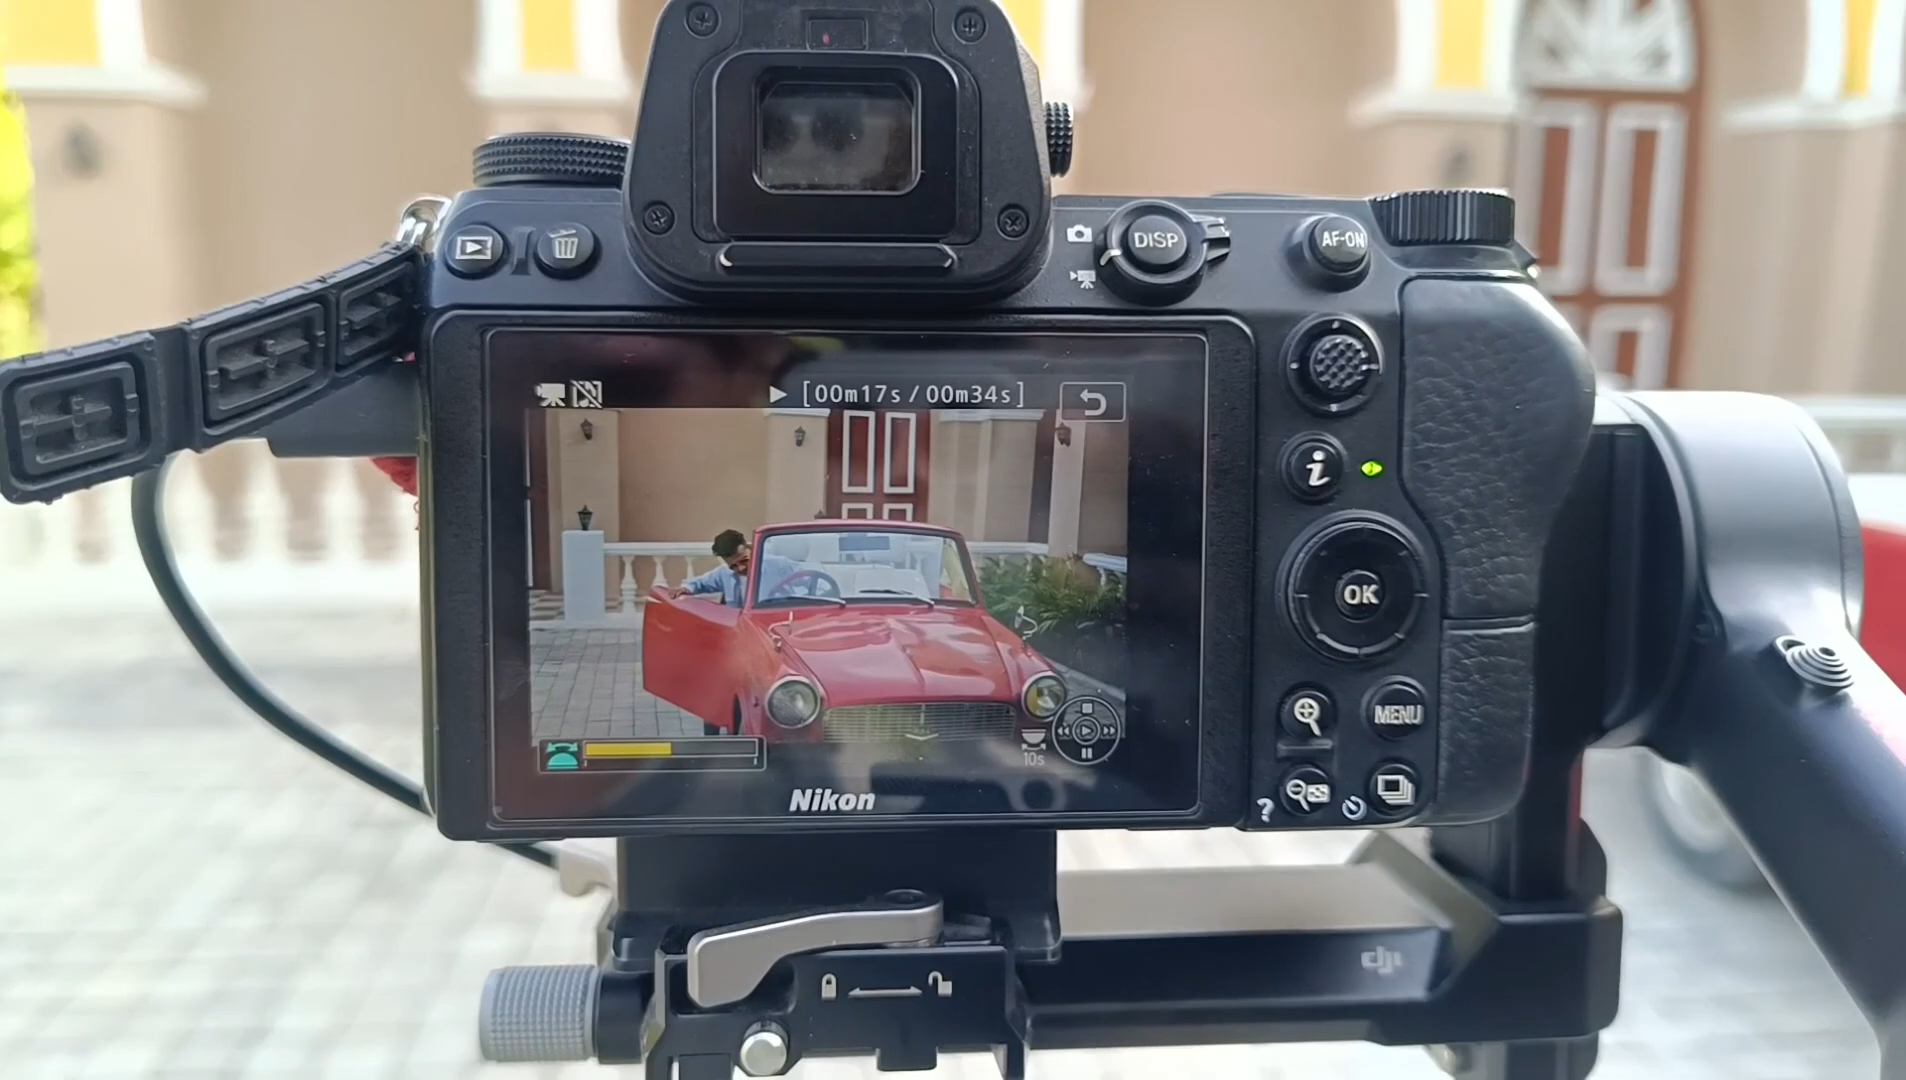 DISP
AF-ON
[00m17s/00m34s]
i
OK
10s
MENU
Nikon
?
dji